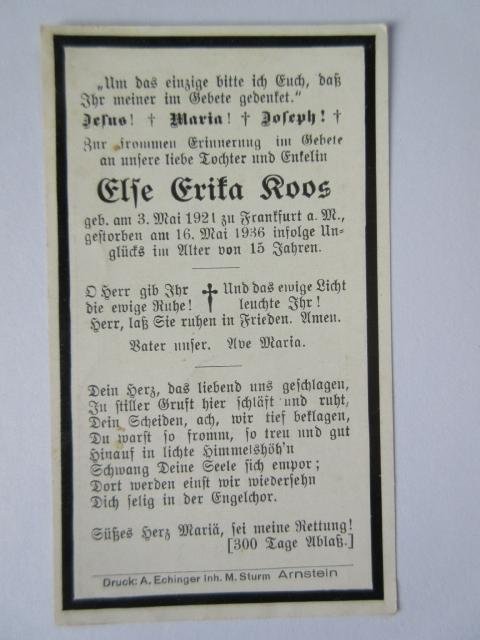 „Um das einzige bitte ich Euch, daß
Ihr meiner im Gebete gedenket.“
Jesus! † Maria! † Joseph! †
Zur frommen Erinnerung im Gebete
an unsere liebe Tochter und Enkelin
Else Erika Koos
geb. am 3. Mai 1921 zu Frankfurt a. M.,
gestorben am 16. Mai 1936 infolge Un-
glücks im Alter von 15 Jahren.
O Herr gib Ihr † Und das ewige Licht
die ewige Ruhe! leuchte Ihr!
Herr, laß Sie ruhen in Frieden. Amen.
Vater unser. Ave Maria.
Dein Herz, das liebend uns geschlagen,
In stiller Gruft hier schläft und ruht,
Dein Scheiden, ach, wir tief beklagen,
Du warst so fromm, so treu und gut
Hinauf in lichte Himmelshöh'n
Schwang Deine Seele sich empor;
Dort werden einst wir wiedersehn
Dich selig in der Engelchor.
Süßes Herz Mariä, sei meine Rettung!
[300 Tage Ablaß.]
Druck: A. Echinger inh. M. Sturm Arnstein